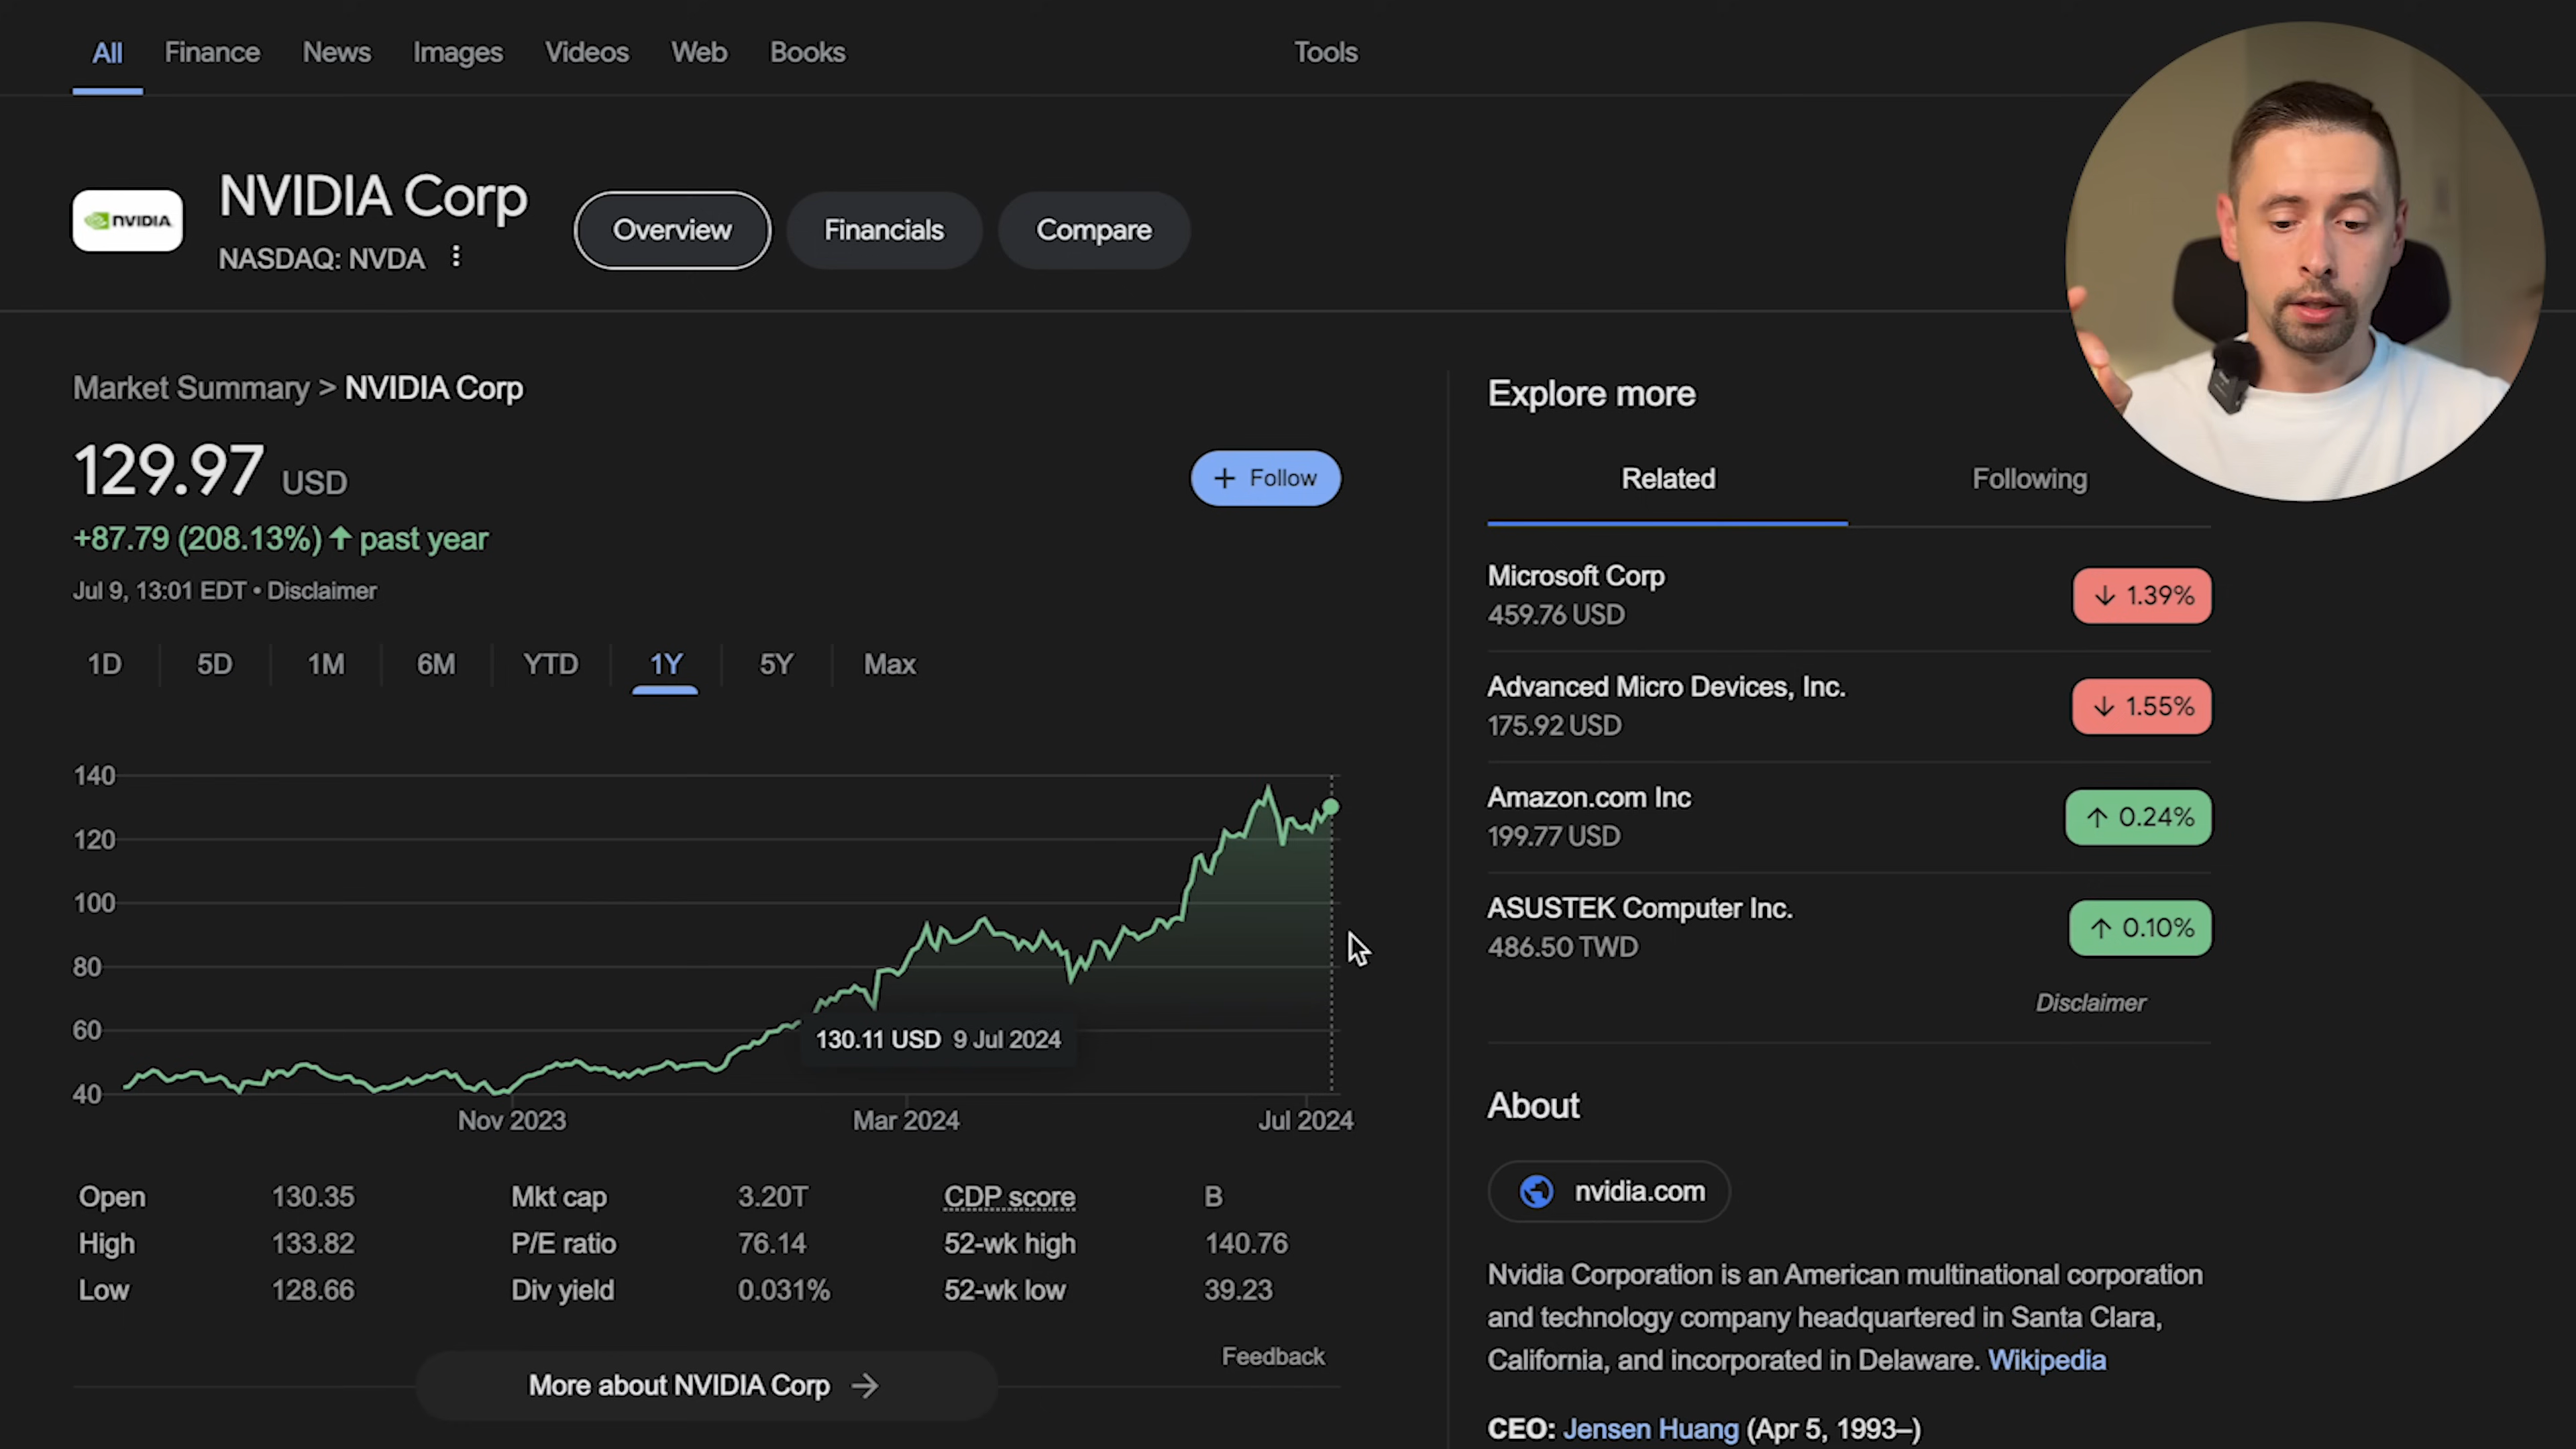 All Finance News Images Videos Web Books Tools
NVIDIA
NVIDIA Corp
NASDAQ: NVDA
Overview Financials Compare
Market Summary > NVIDIA Corp
129.97 USD
+ Follow
+87.79 (208.13%) ↑ past year
Jul 9, 13:01 EDT • Disclaimer
1D 5D 1M 6M YTD 1Y 5Y Max
140
120
100
80
60
40
130.11 USD 9 Jul 2024
Nov 2023 Mar 2024 Jul 2024
Open 130.35 Mkt cap 3.20T CDP score B
High 133.82 P/E ratio 76.14 52-wk high 140.76
Low 128.66 Div yield 0.031% 52-wk low 39.23
Feedback
More about NVIDIA Corp →
Explore more
Related Following
Microsoft Corp
459.76 USD
↓ 1.39%
Advanced Micro Devices, Inc.
175.92 USD
↓ 1.55%
Amazon.com Inc
199.77 USD
↑ 0.24%
ASUSTEK Computer Inc.
486.50 TWD
↑ 0.10%
Disclaimer
About
nvidia.com
Nvidia Corporation is an American multinational corporation
and technology company headquartered in Santa Clara,
California, and incorporated in Delaware. Wikipedia
CEO: Jensen Huang (Apr 5, 1993–)